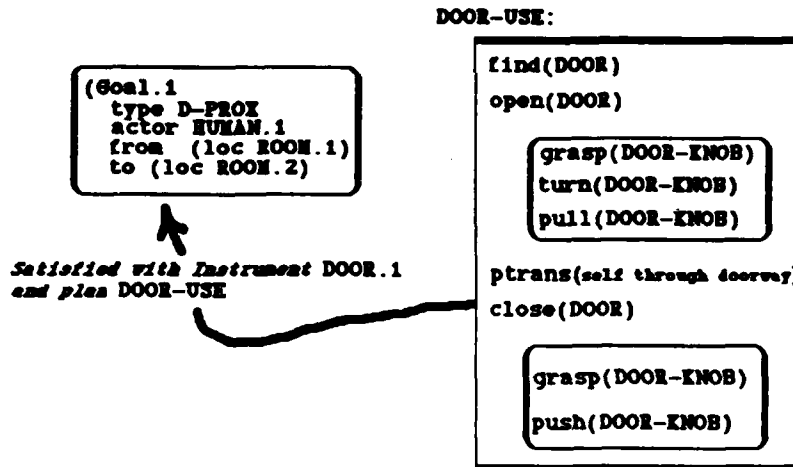 DOOR-USE:
(Goal.1
type D-PROX
actor HUMAN.1
from (loc ROOM.1)
to (loc ROOM.2)
Satisfied with Instrument DOOR.1
and plan DOOR-USE
find(DOOR)
open(DOOR)
grasp(DOOR-KNOB)
turn(DOOR-KNOB)
pull(DOOR-KNOB)
ptrans(self through doorway)
close(DOOR)
grasp(DOOR-KNOB)
push(DOOR-KNOB)